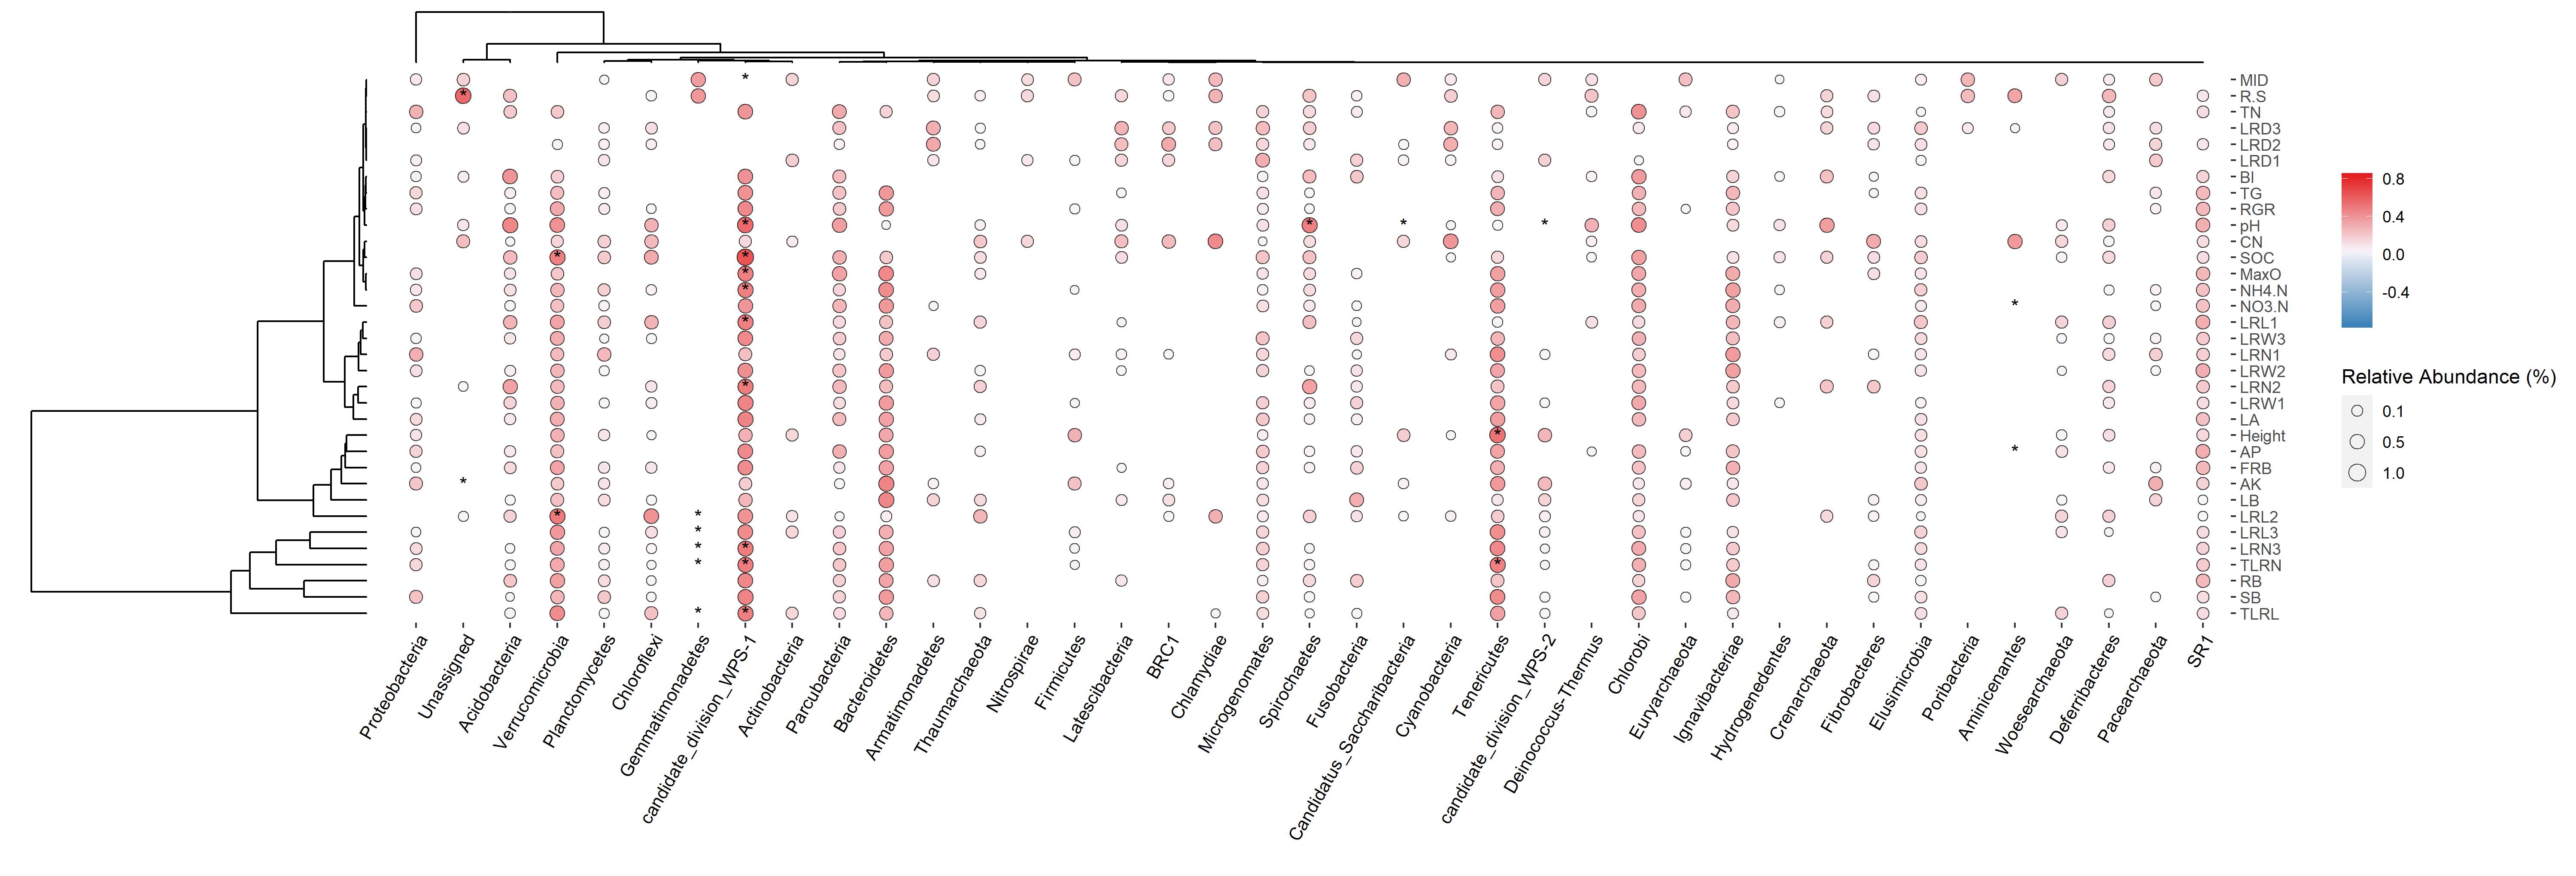 MID
R.S
TN
LRD3
LRD2
LRD1
BI
TG
RGR
pH
CN
SOC
MaxO
NH4.N
NO3.N
LRL1
LRW3
LRN1
LRW2
LRN2
LRW1
LA
Height
AP
FRB
AK
LB
LRL2
LRL3
LRN3
TLRN
RB
SB
TLRL
0.8
0.4
0.0
-0.4
Relative Abundance (%)
0.1
0.5
1.0
Proteobacteria
Unassigned
Acidobacteria
Verrucomicrobia
Planctomycetes
Chloroflexi
Gemmatimonadetes
candidate_division_WPS-1
Actinobacteria
Parcubacteria
Bacteroidetes
Armatimonadetes
Thaumarchaeota
Nitrospirae
Firmicutes
Latescibacteria
BRC1
Chlamydiae
Microgenomates
Spirochaetes
Fusobacteria
Candidatus_Saccharibacteria
Cyanobacteria
Tenericutes
candidate_division_WPS-2
Deinococcus-Thermus
Chlorobi
Euryarchaeota
Ignavibacteriae
Hydrogenedentes
Crenarchaeota
Fibrobacteres
Elusimicrobia
Poribacteria
Aminicenantes
Woesearchaeota
Deferribacteres
Pacearchaeota
SR1